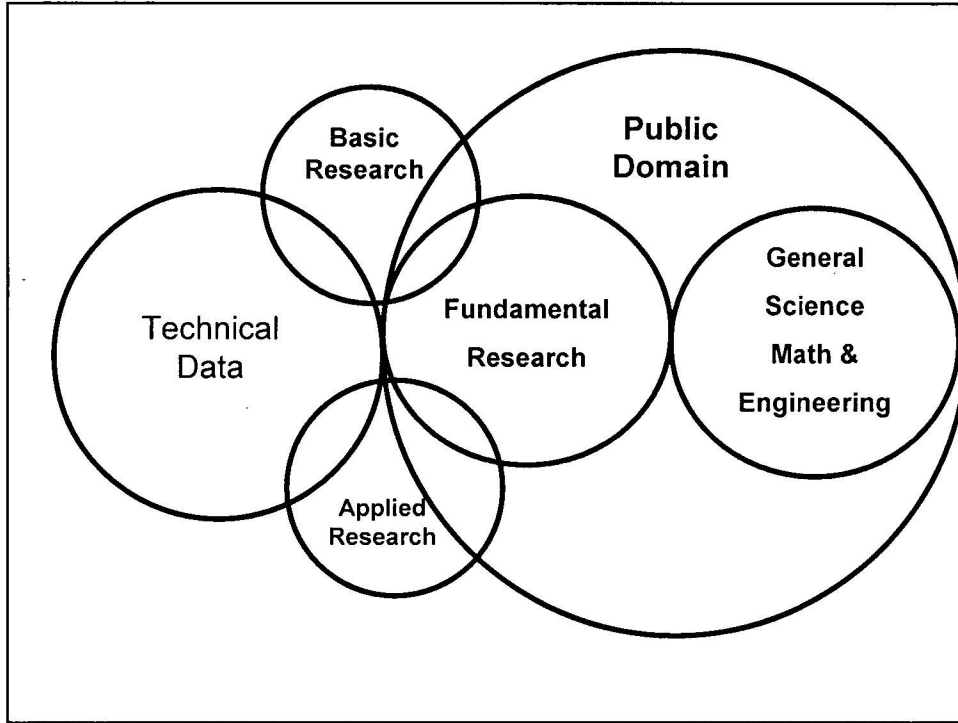 Basic
Research
Public
Domain
Technical
Data
Fundamental
Research
General
Science
Math &
Engineering
Applied
Research